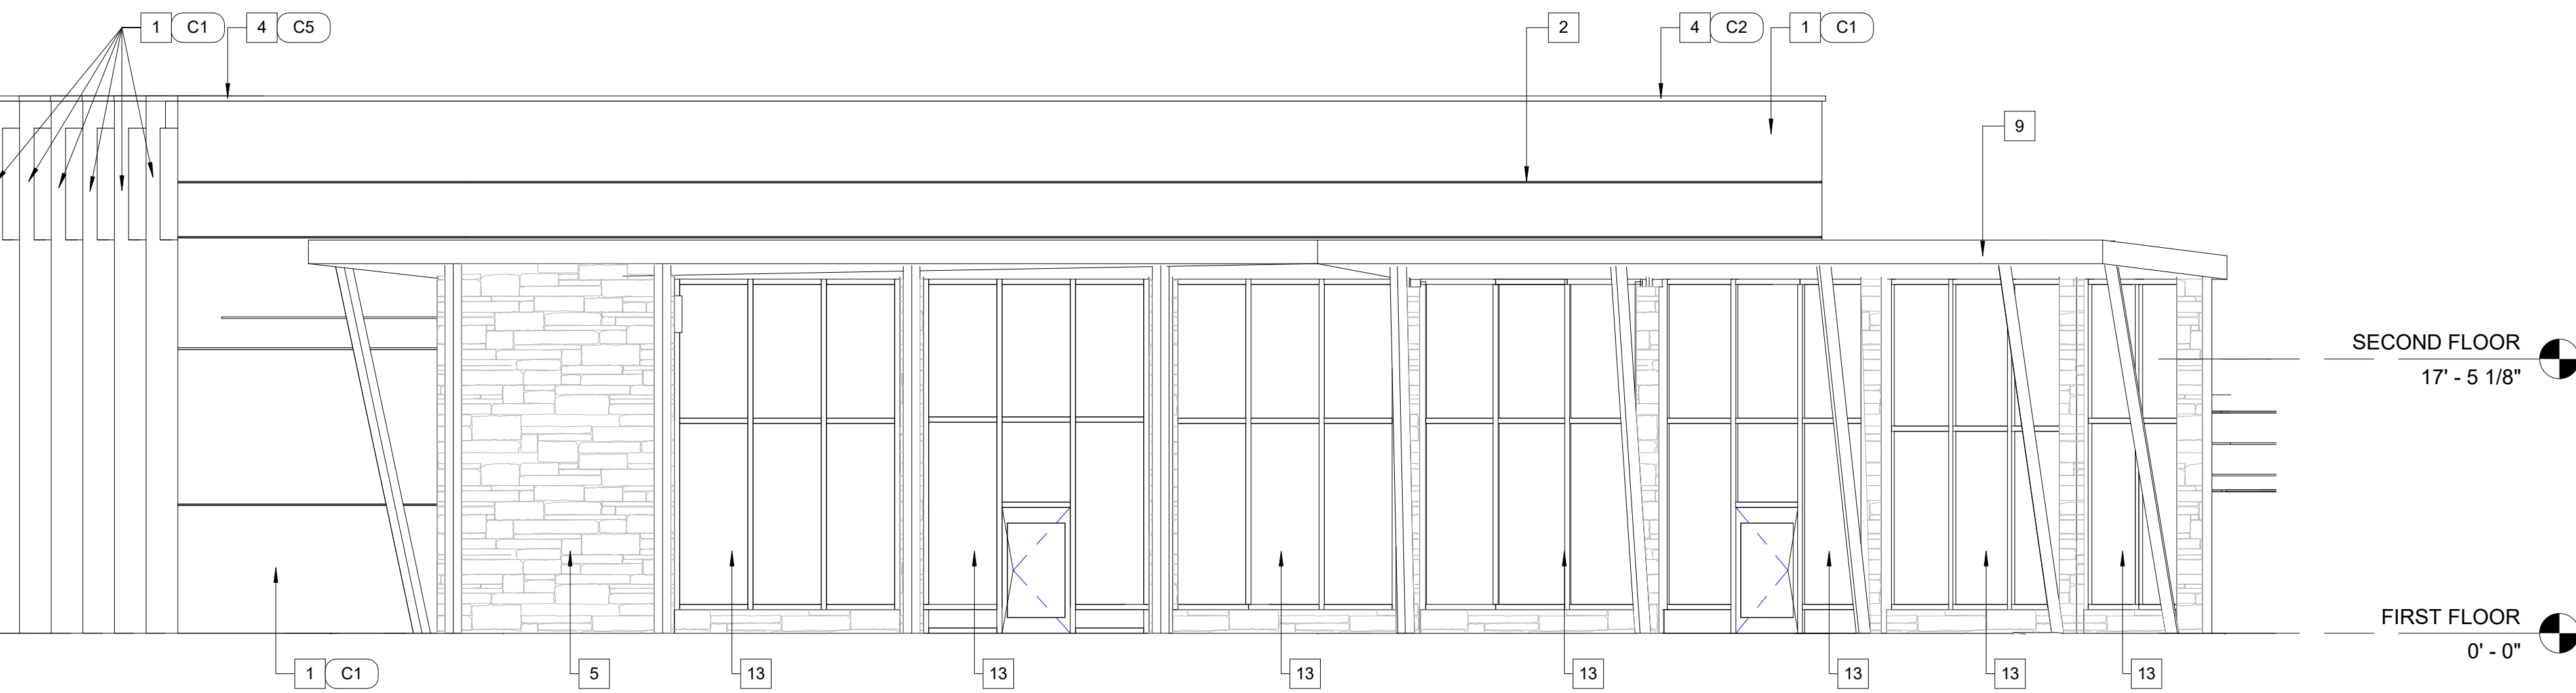 1 C1 4 C5 2 4 C2 1 C1
9
SECOND FLOOR
17' - 5 1/8"
FIRST FLOOR
0' - 0"
1 C1 5 13 13 13 13 13 13 13